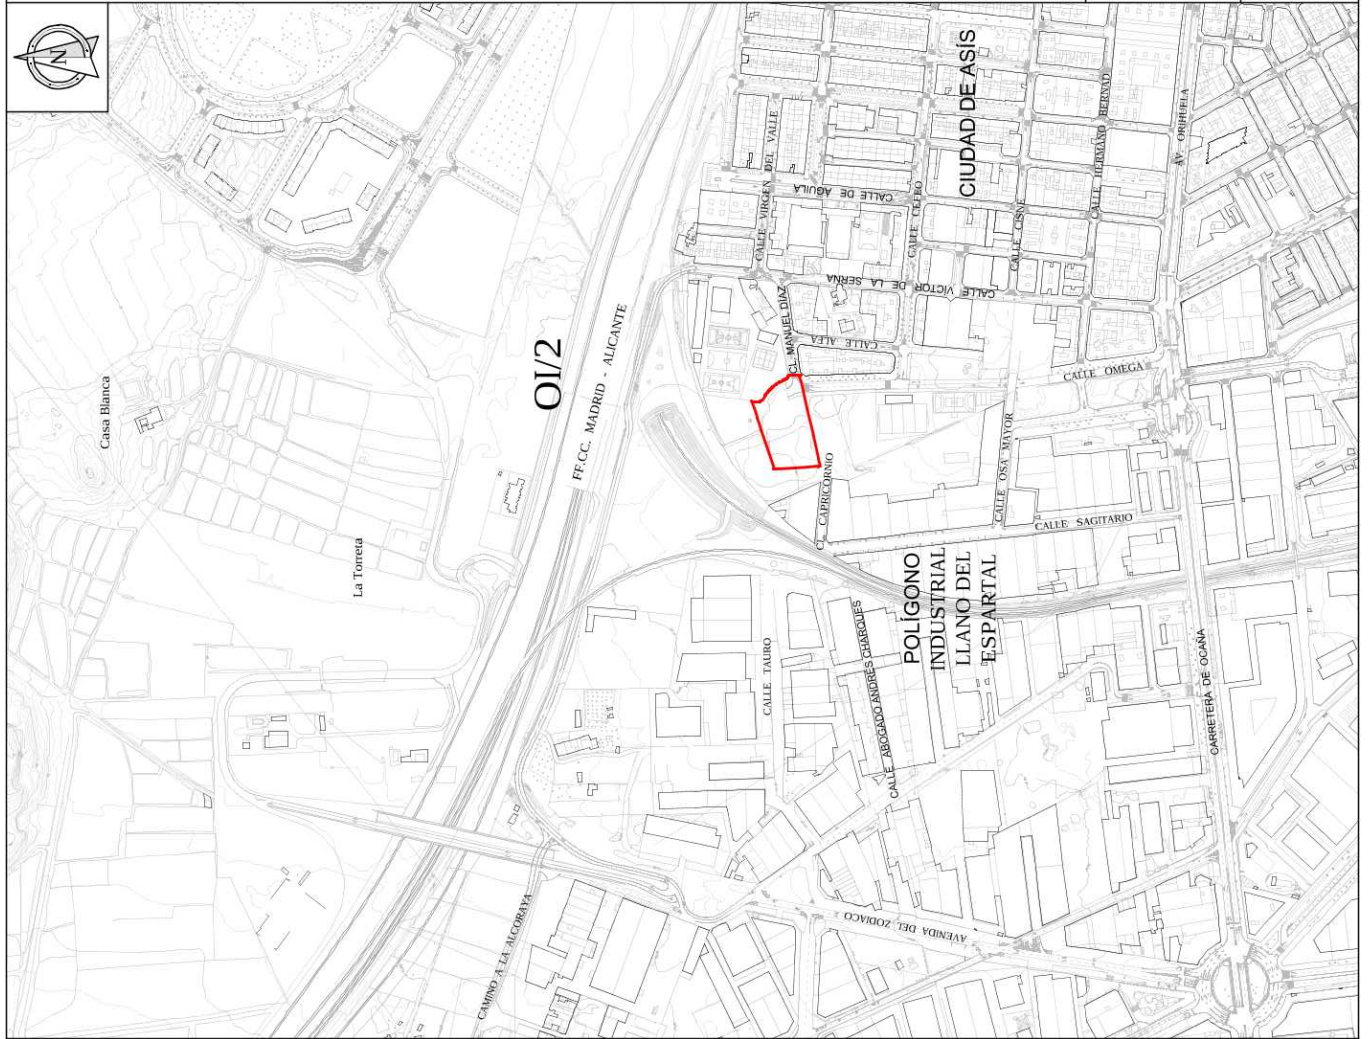 N
Casa Blanca
La Torreta
OI/2
FF.CC. MADRID - ALICANTE
CIUDAD DE ASÍS
CALLE VIRGEN DEL VALLE
CALLE DE AGUILA
CALLE CEFEO
CALLE CISNE
CALLE HERMANO BERNAD
AV ORIHUELA
CALLE VÍCTOR DE LA SERNA
CL. MANUEL DÍAZ
CALLE ALFA
CALLE OMEGA
CL. CAPRICORNIO
CALLE OSA MAYOR
CALLE SAGITARIO
POLÍGONO
INDUSTRIAL
LLANO DEL
ESPARTAL
CALLE TAURO
CALLE ABOGADO ANDRÉS CHARQUES
CARRETERA DE OCAÑA
AVENIDA DEL ZODIACO
CAMINO A LA ALCORAYA